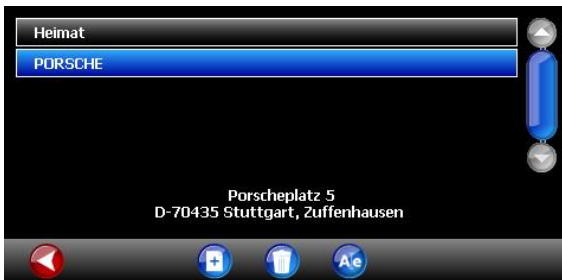 Heimat
PORSCHE
Porscheplatz 5
D-70435 Stuttgart, Zuffenhausen
Ae